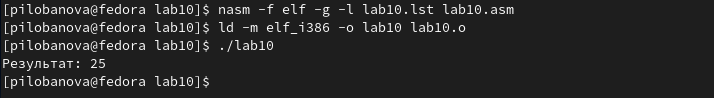 [pilobanova@fedora lab10]$ nasm -f elf -g -l lab10.lst lab10.asm
[pilobanova@fedora lab10]$ ld -m elf_i386 -o lab10 lab10.o
[pilobanova@fedora lab10]$ ./lab10
Результат: 25
[pilobanova@fedora lab10]$